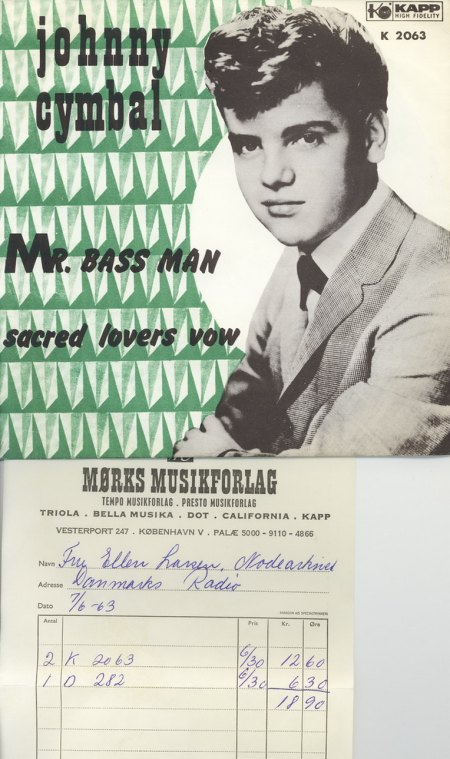 johnny
cymbal
KAPP
HIGH FIDELITY
K 2063
MR. BASS MAN
sacred lovers vow
MØRKS MUSIKFORLAG
TEMPO MUSIKFORLAG . PRESTO MUSIKFORLAG
TRIOLA . BELLA MUSIKA . DOT . CALIFORNIA . KAPP
VESTERPORT 247 . KØBENHAVN V . PALÆ 5000 - 9110 - 4866
Navn Fru Ellen Larsen, Nodearkivet
Adresse Danmarks Radio
Dato 7/6-63
Antal Pris Kr. Øre
2 K 2063 6/30 12 60
1 D 282 6/30 6 30
18 90